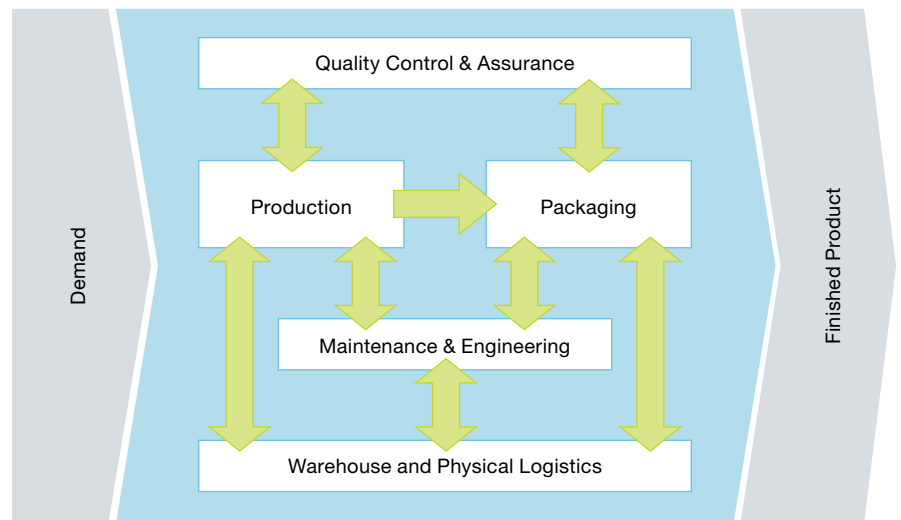 Quality Control & Assurance
Production
Packaging
Demand
Finished Product
Maintenance & Engineering
Warehouse and Physical Logistics